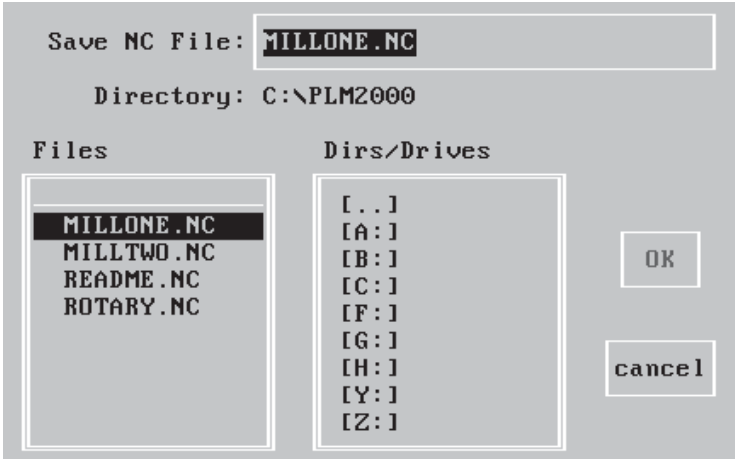 Save NC File: MILLONE.NC
Directory: C:\PLM2000
Files
Dirs/Drives
MILLONE.NC
MILLTWO.NC
README.NC
ROTARY.NC
[..]
[A:]
[B:]
[C:]
[F:]
[G:]
[H:]
[Y:]
[Z:]
OK
cancel